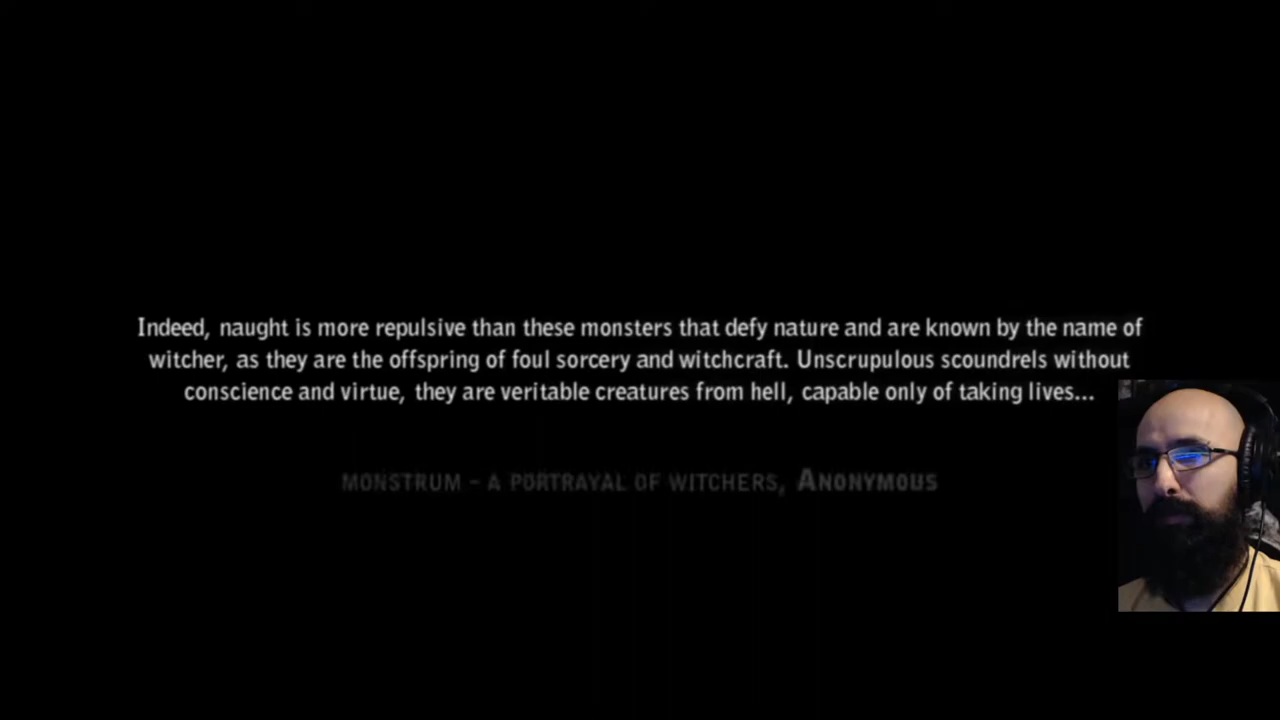 Indeed, naught is more repulsive than these monsters that defy nature and are known by the name of
witcher, as they are the offspring of foul sorcery and witchcraft. Unscrupulous scoundrels without
conscience and virtue, they are veritable creatures from hell, capable only of taking lives...
MONSTRUM – A PORTRAYAL OF WITCHERS, ANONYMOUS